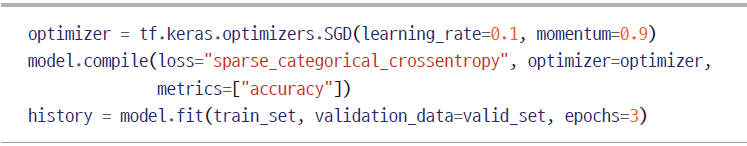 optimizer = tf.keras.optimizers.SGD(learning_rate=0.1, momentum=0.9)
model.compile(loss="sparse_categorical_crossentropy", optimizer=optimizer,
              metrics=["accuracy"])
history = model.fit(train_set, validation_data=valid_set, epochs=3)